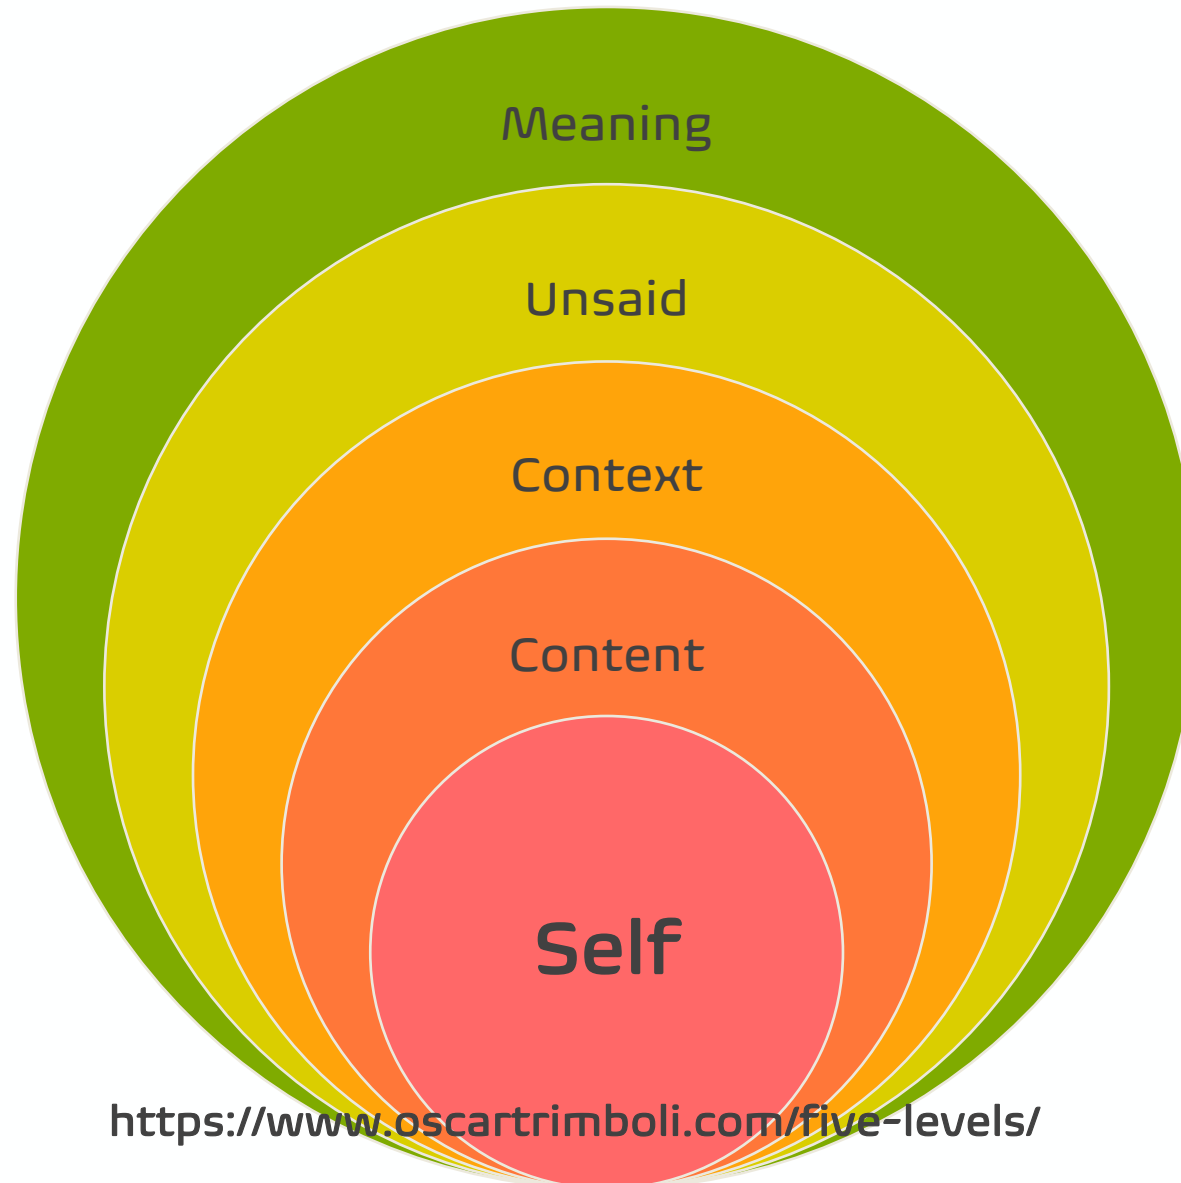 Meaning
Unsaid
Context
Content
Self
https://www.oscartrimboli.com/five-levels/